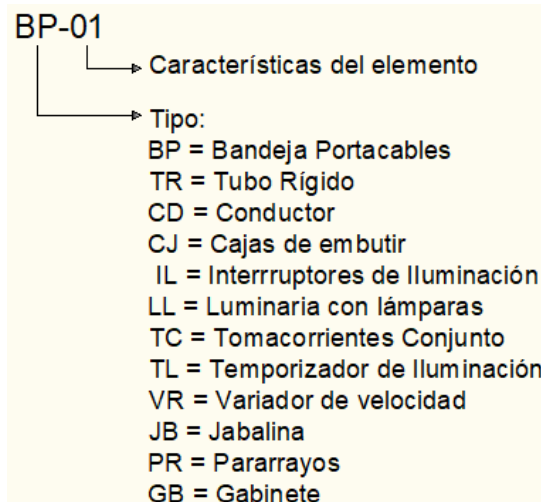 BP-01
Características del elemento
Tipo:
BP = Bandeja Portacables
TR = Tubo Rígido
CD = Conductor
CJ = Cajas de embutir
IL = Interrruptores de Iluminación
LL = Luminaria con lámparas
TC = Tomacorrientes Conjunto
TL = Temporizador de Iluminación
VR = Variador de velocidad
JB = Jabalina
PR = Pararrayos
GB = Gabinete